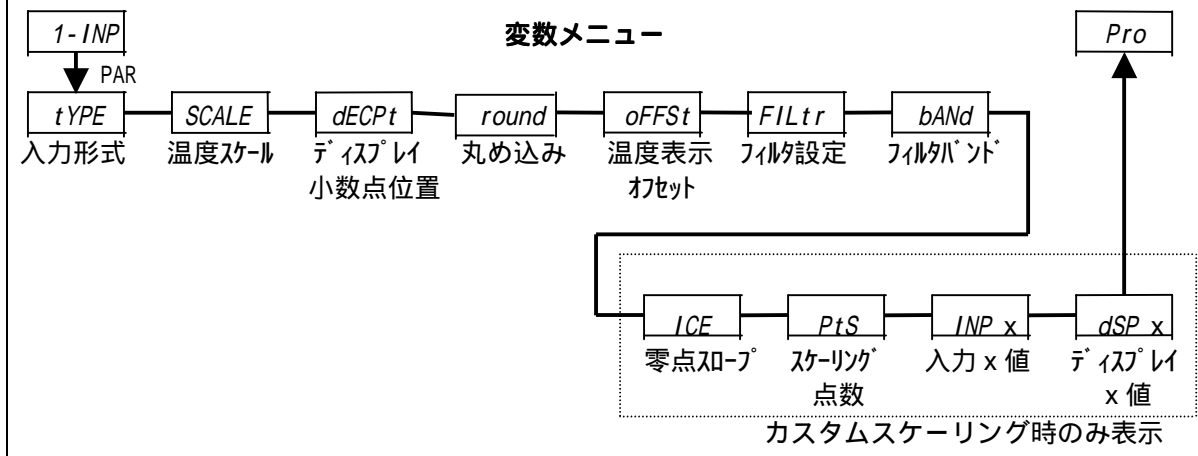 1-INP
変数メニュー
Pro
PAR
tYPE
SCALE
dECPt
round
oFFSt
FILtr
bANd
入力形式
温度ｽｹｰﾙ
ﾃﾞｨｽﾌﾟﾚｲ
小数点位置
丸め込み
温度表示
ｵﾌｾｯﾄ
ﾌｨﾙﾀ設定
ﾌｨﾙﾀﾊﾞﾝﾄﾞ
ICE
PtS
INP x
dSP x
零点ｽﾛｰﾌﾟ
ｽｹｰﾘﾝｸﾞ
点数
入力 x 値
ﾃﾞｨｽﾌﾟﾚｲ
x 値
カスタムスケーリング時のみ表示